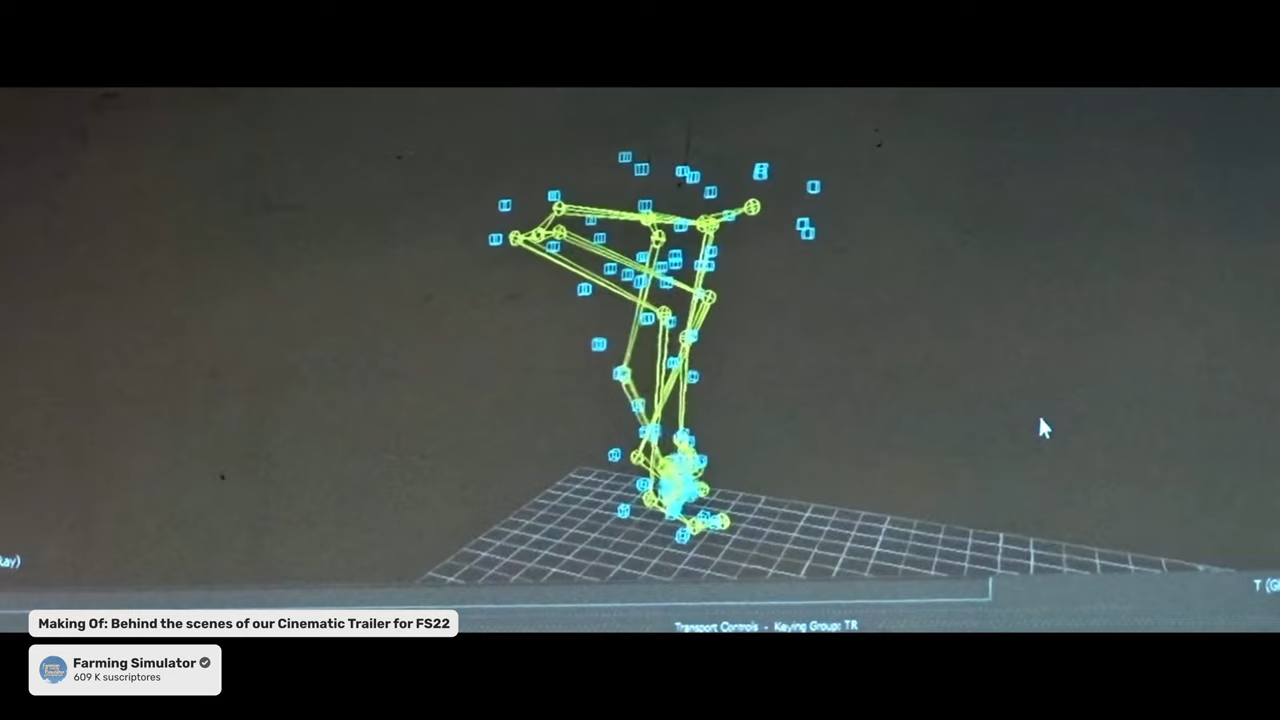 Transport Controls - Keying Group: TR
Making Of: Behind the scenes of our Cinematic Trailer for FS22
Farming Simulator
609 K suscriptores